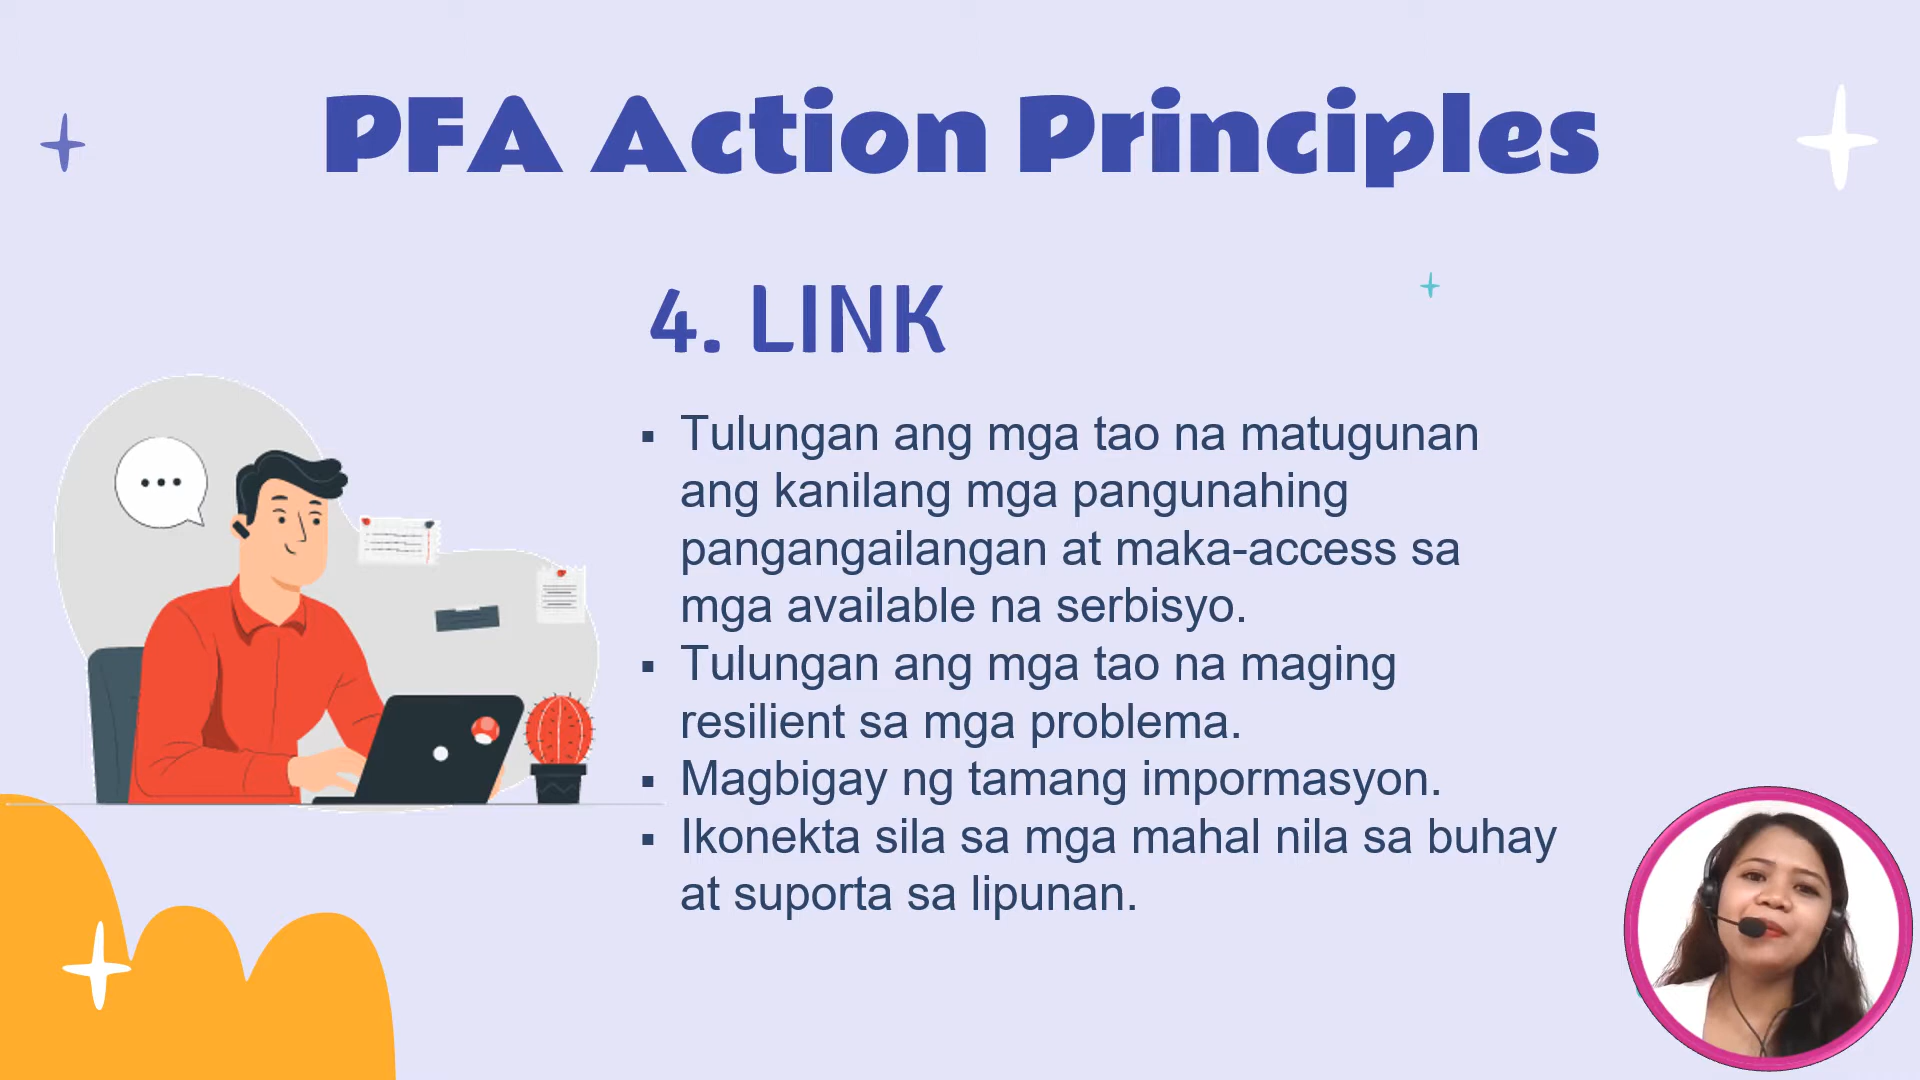 PFA Action Principles
4. LINK
▪ Tulungan ang mga tao na matugunan
ang kanilang mga pangunahing
pangangailangan at maka-access sa
mga available na serbisyo.
▪ Tulungan ang mga tao na maging
resilient sa mga problema.
▪ Magbigay ng tamang impormasyon.
▪ Ikonekta sila sa mga mahal nila sa buhay
at suporta sa lipunan.